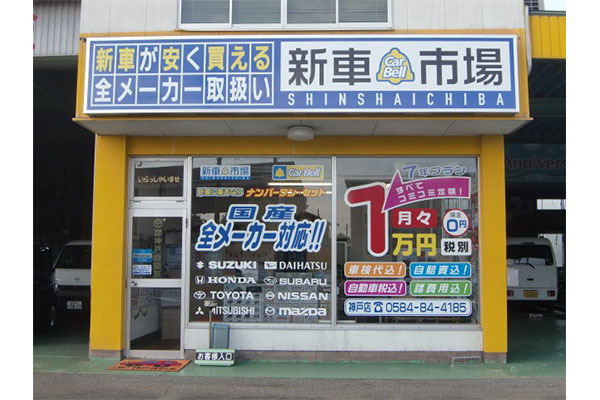 新車が安く買える
全メーカー取扱い
新車 Car Bell 市場
SHINSHAICHIBA
いらっしゃいませ
新車市場
SHINSHAICHIBA
Car Bell
ナンバーワン・セット
国産
全メーカー対応!!
SUZUKI DAIHATSU
HONDA SUBARU
TOYOTA NISSAN
MITSUBISHI mazda
7年プラン
すべて
コミコミ定額!
月々
1万円
頭金
0円
税別
車検代込! 自賠責込!
自動車税込! 諸費用込!
神戸店 0584-84-4185
お客様入口
Annivers